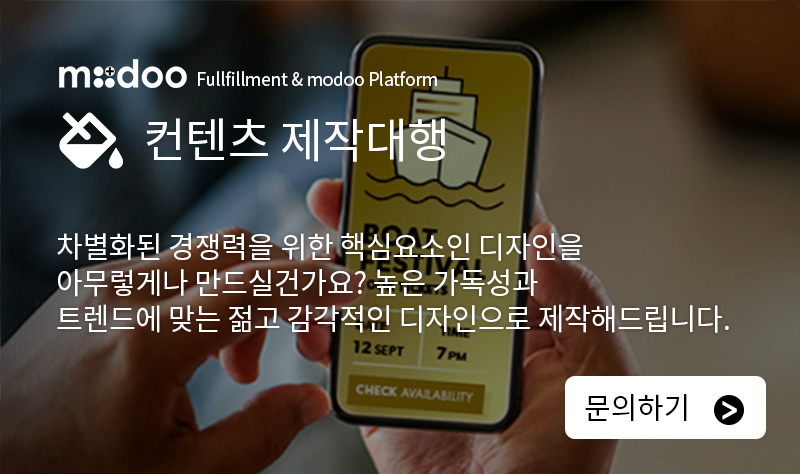 modoo Fullfillment & modoo Platform
컨텐츠 제작대행
차별화된 경쟁력을 위한 핵심요소인 디자인을
아무렇게나 만드실건가요? 높은 가독성과
트렌드에 맞는 젊고 감각적인 디자인으로 제작해드립니다.
BOAT
FESTIVAL
TIME
12 SEPT 7 PM
CHECK AVAILABILITY
문의하기 >